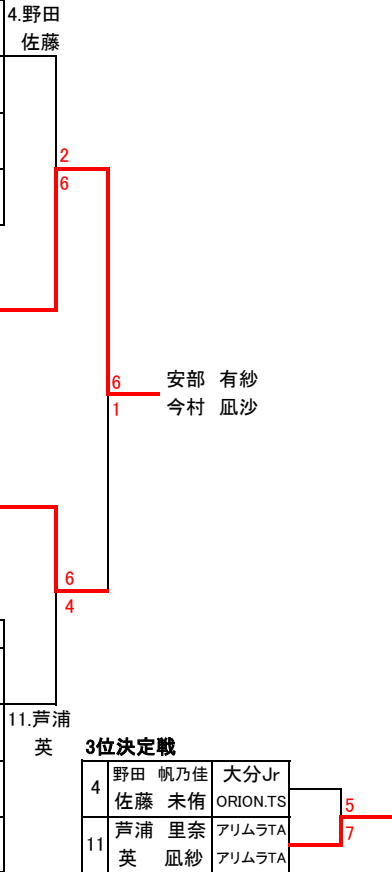 4.野田
佐藤
2
6
6
1
安部 有紗
今村 凪沙
6
4
11.芦浦
英
3位決定戦
4 野田 帆乃佳 大分Jr
佐藤 未侑 ORION.TS
5
7
11 芦浦 里奈 アリムラTA
英 凪紗 アリムラTA